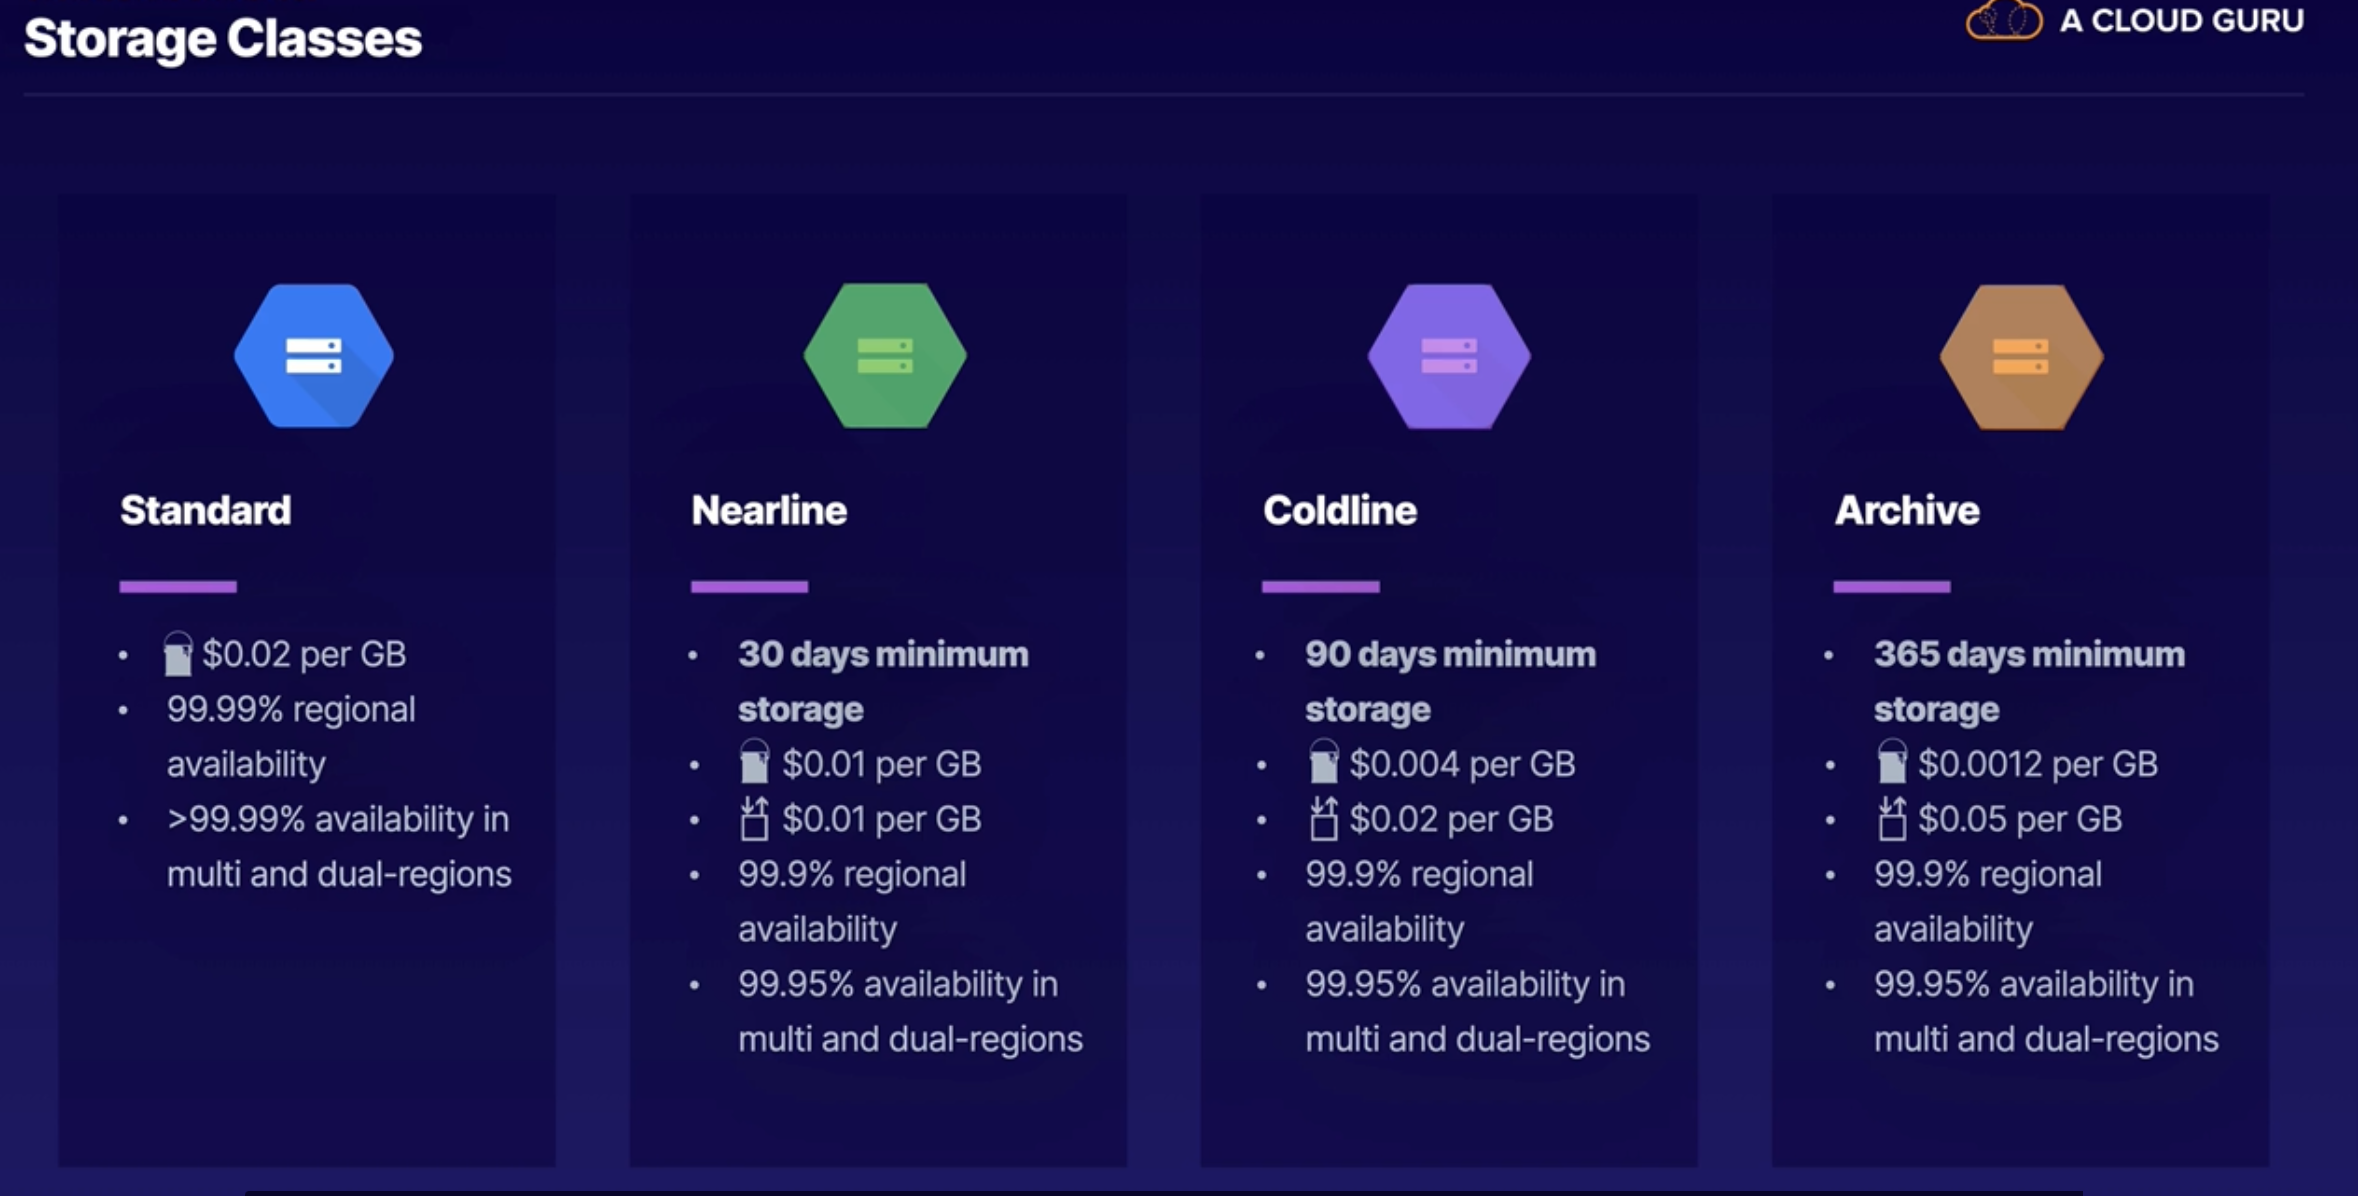 Storage Classes
A CLOUD GURU
Standard
• $0.02 per GB
• 99.99% regional
availability
• >99.99% availability in
multi and dual-regions
Nearline
• 30 days minimum
storage
• $0.01 per GB
• $0.01 per GB
• 99.9% regional
availability
• 99.95% availability in
multi and dual-regions
Coldline
• 90 days minimum
storage
• $0.004 per GB
• $0.02 per GB
• 99.9% regional
availability
• 99.95% availability in
multi and dual-regions
Archive
• 365 days minimum
storage
• $0.0012 per GB
• $0.05 per GB
• 99.9% regional
availability
• 99.95% availability in
multi and dual-regions